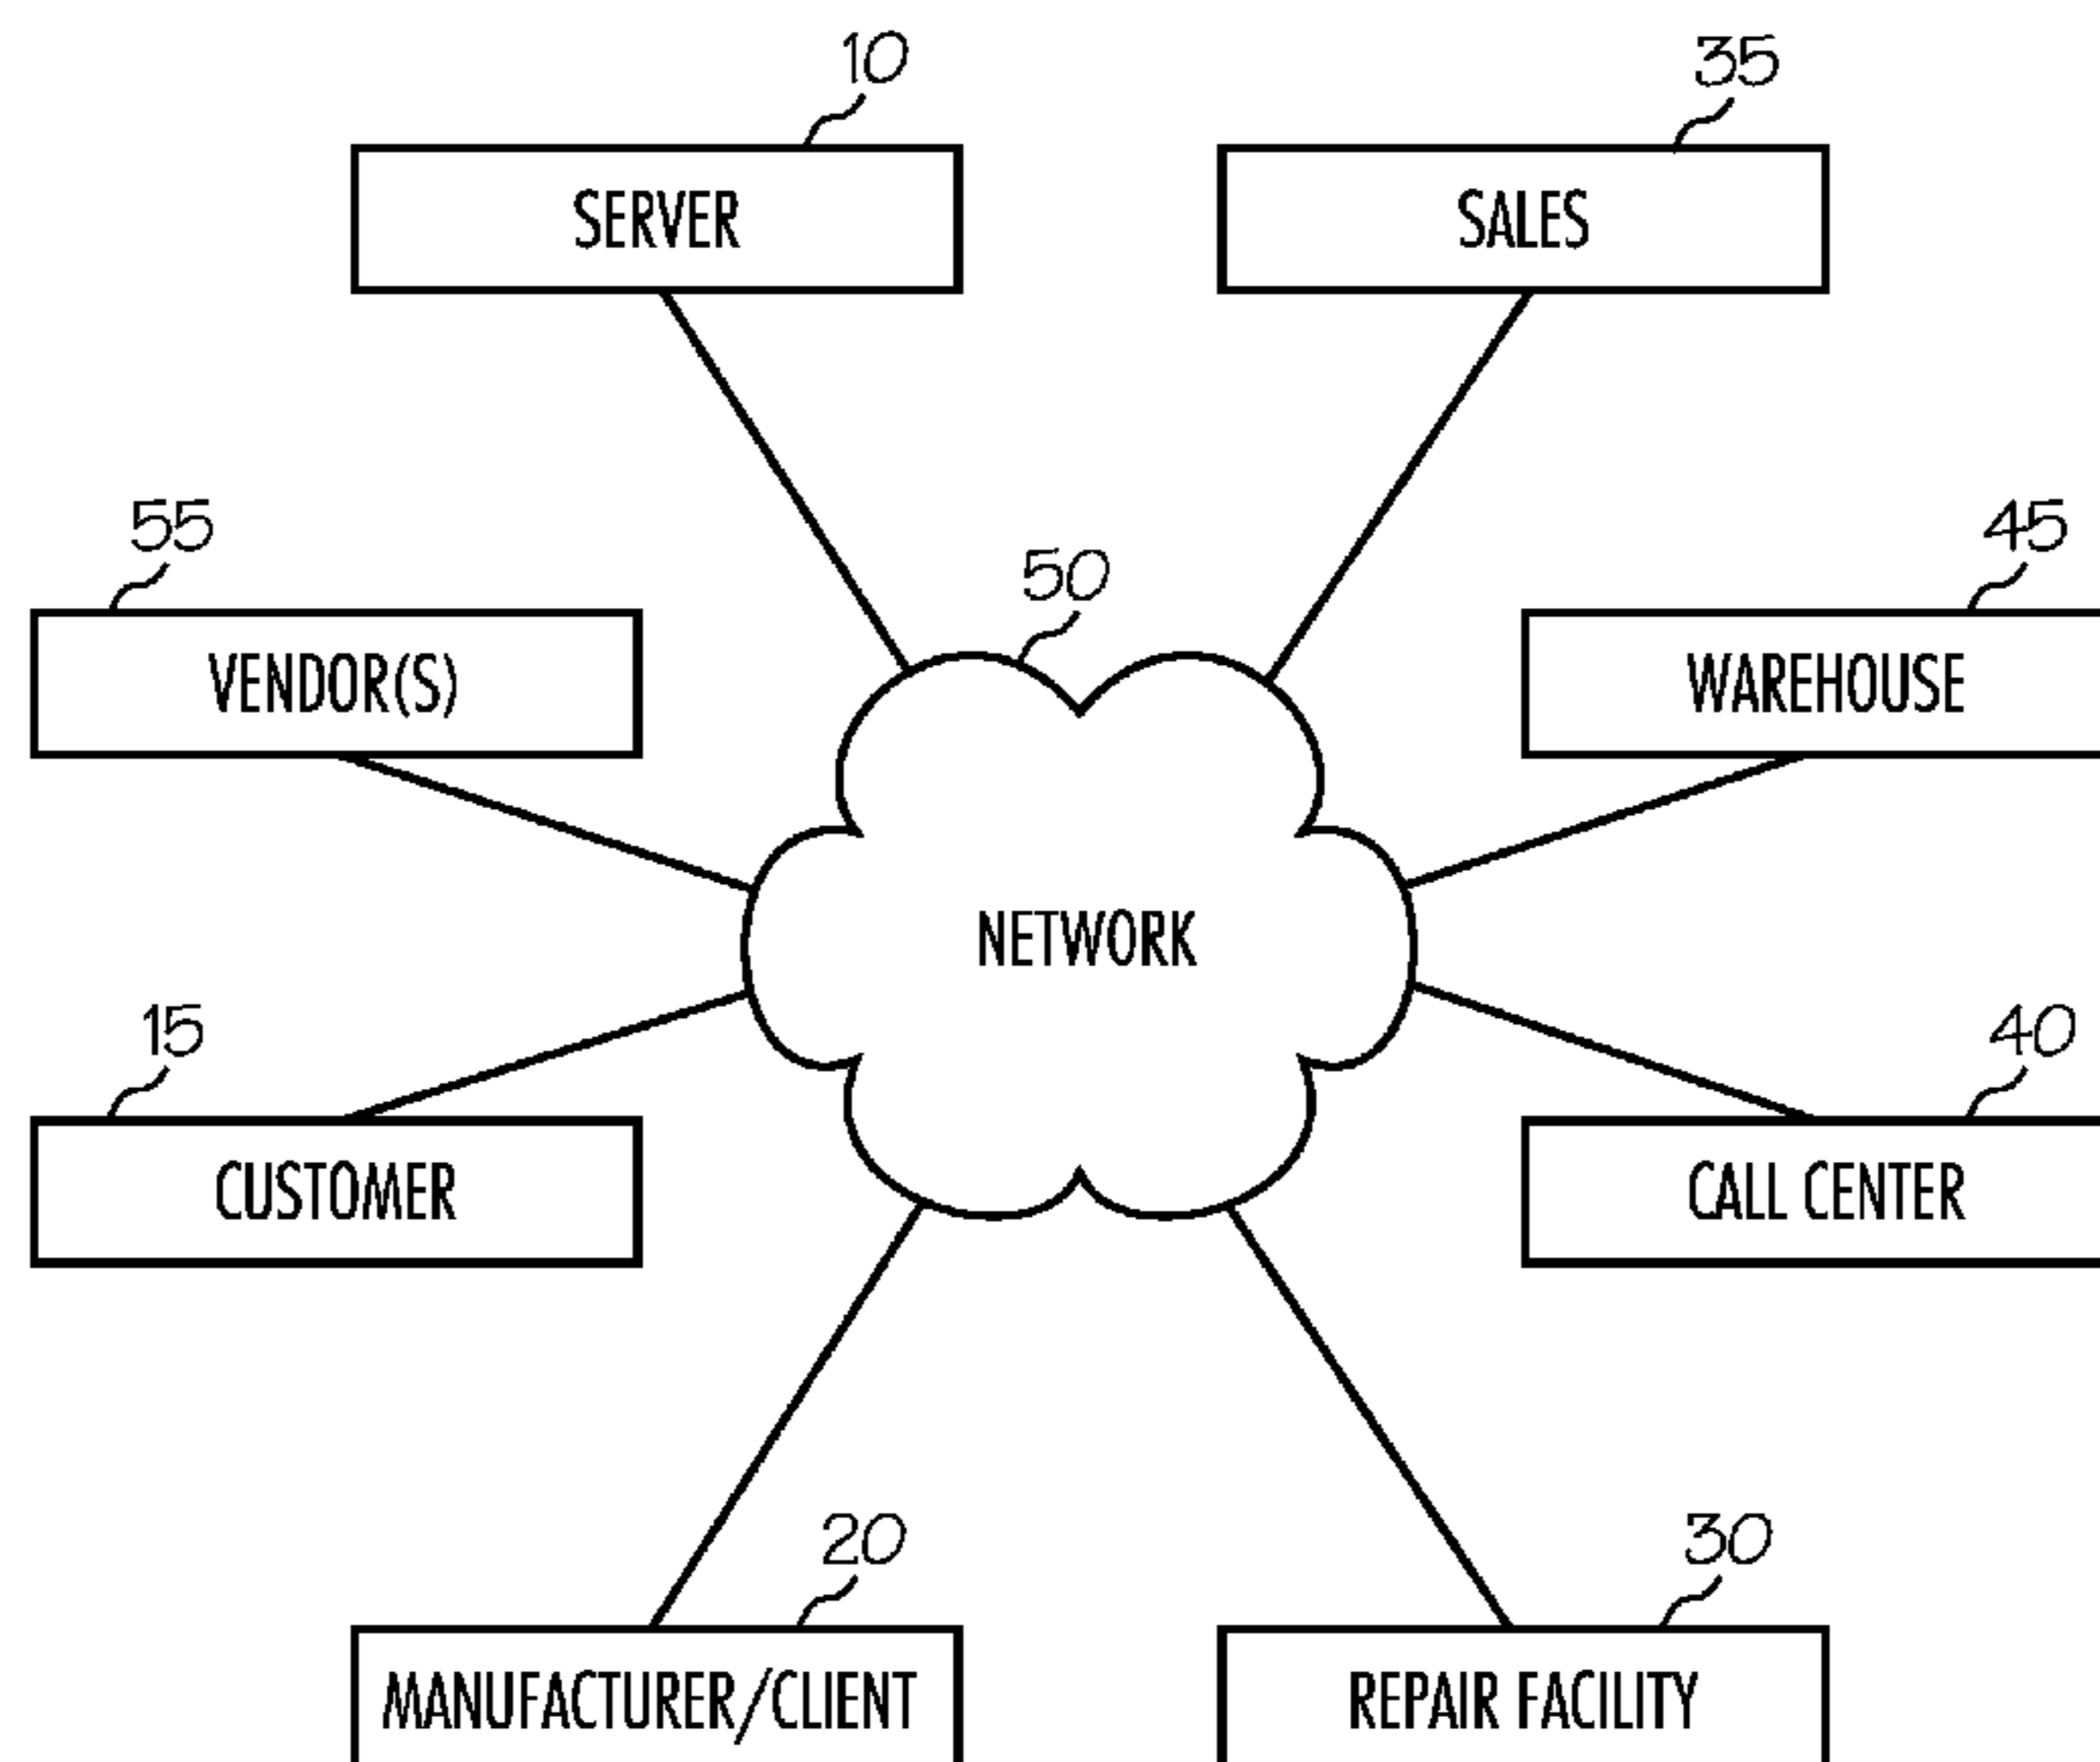 10
35
SERVER
SALES
55
50
45
VENDOR(S)
WAREHOUSE
NETWORK
15
40
CUSTOMER
CALL CENTER
20
30
MANUFACTURER/CLIENT
REPAIR FACILITY